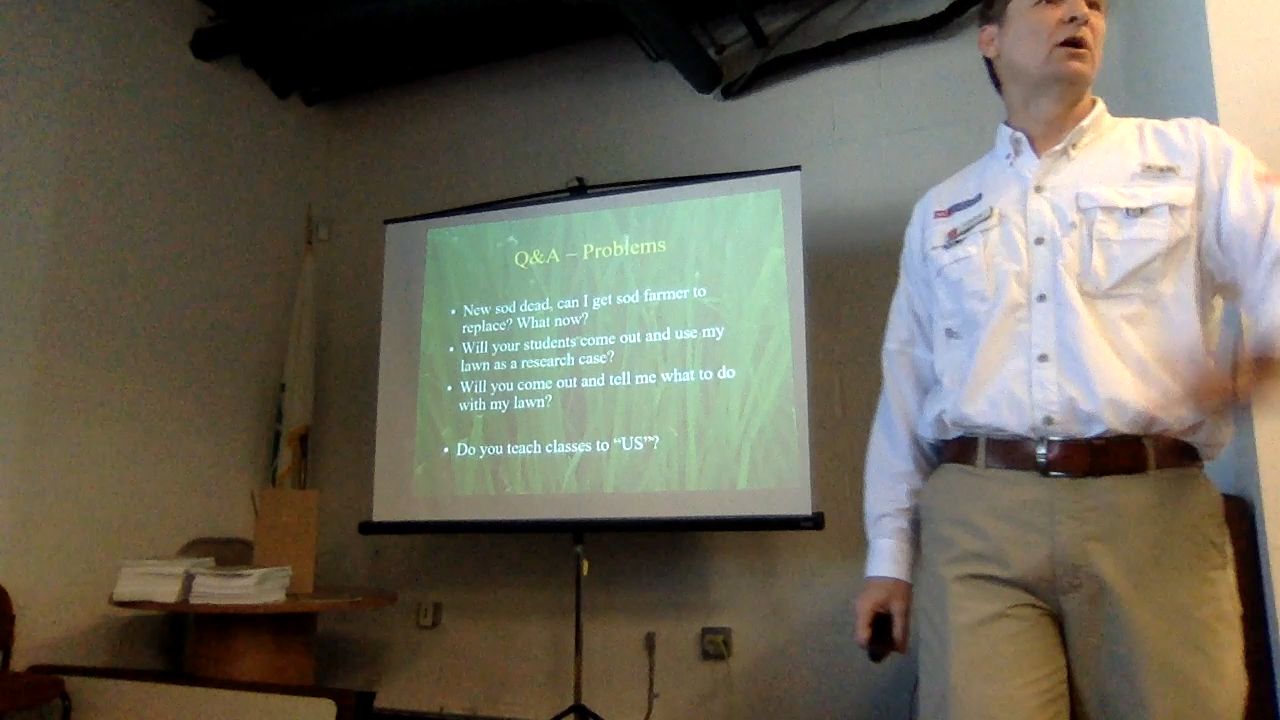 Q&A – Problems
• New sod dead, can I get sod farmer to
replace? What now?
• Will your students come out and use my
lawn as a research case?
• Will you come out and tell me what to do
with my lawn?
• Do you teach classes to “US”?